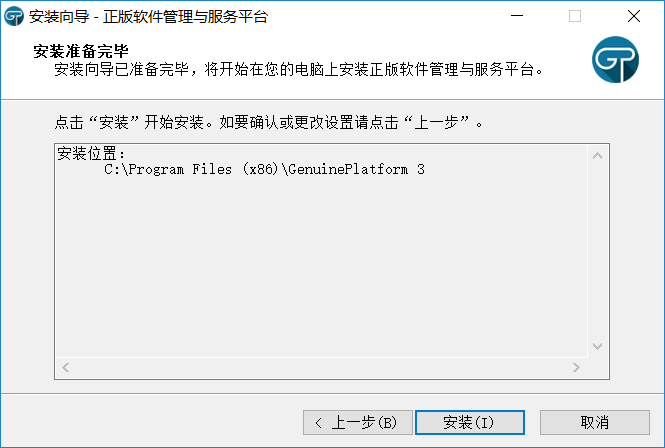 安装向导 - 正版软件管理与服务平台
安装准备完毕
安装向导已准备完毕，将开始在您的电脑上安装正版软件管理与服务平台。
GP
点击“安装”开始安装。如要确认或更改设置请点击“上一步”。
安装位置：
C:\Program Files (x86)\GenuinePlatform 3
< 上一步(B)
安装(I)
取消